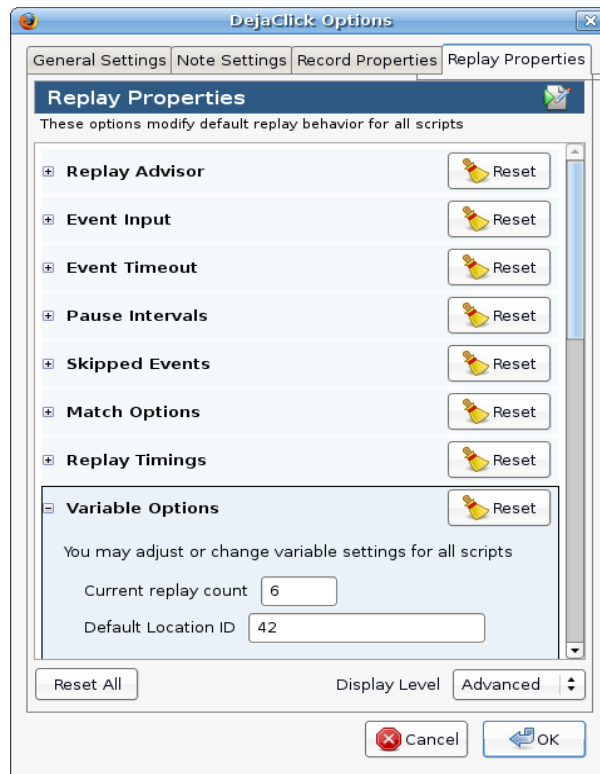 DejaClick Options
General Settings Note Settings Record Properties Replay Properties
Replay Properties
These options modify default replay behavior for all scripts
Replay Advisor Reset
Event Input Reset
Event Timeout Reset
Pause Intervals Reset
Skipped Events Reset
Match Options Reset
Replay Timings Reset
Variable Options Reset
You may adjust or change variable settings for all scripts
Current replay count 6
Default Location ID 42
Reset All Display Level Advanced
Cancel OK